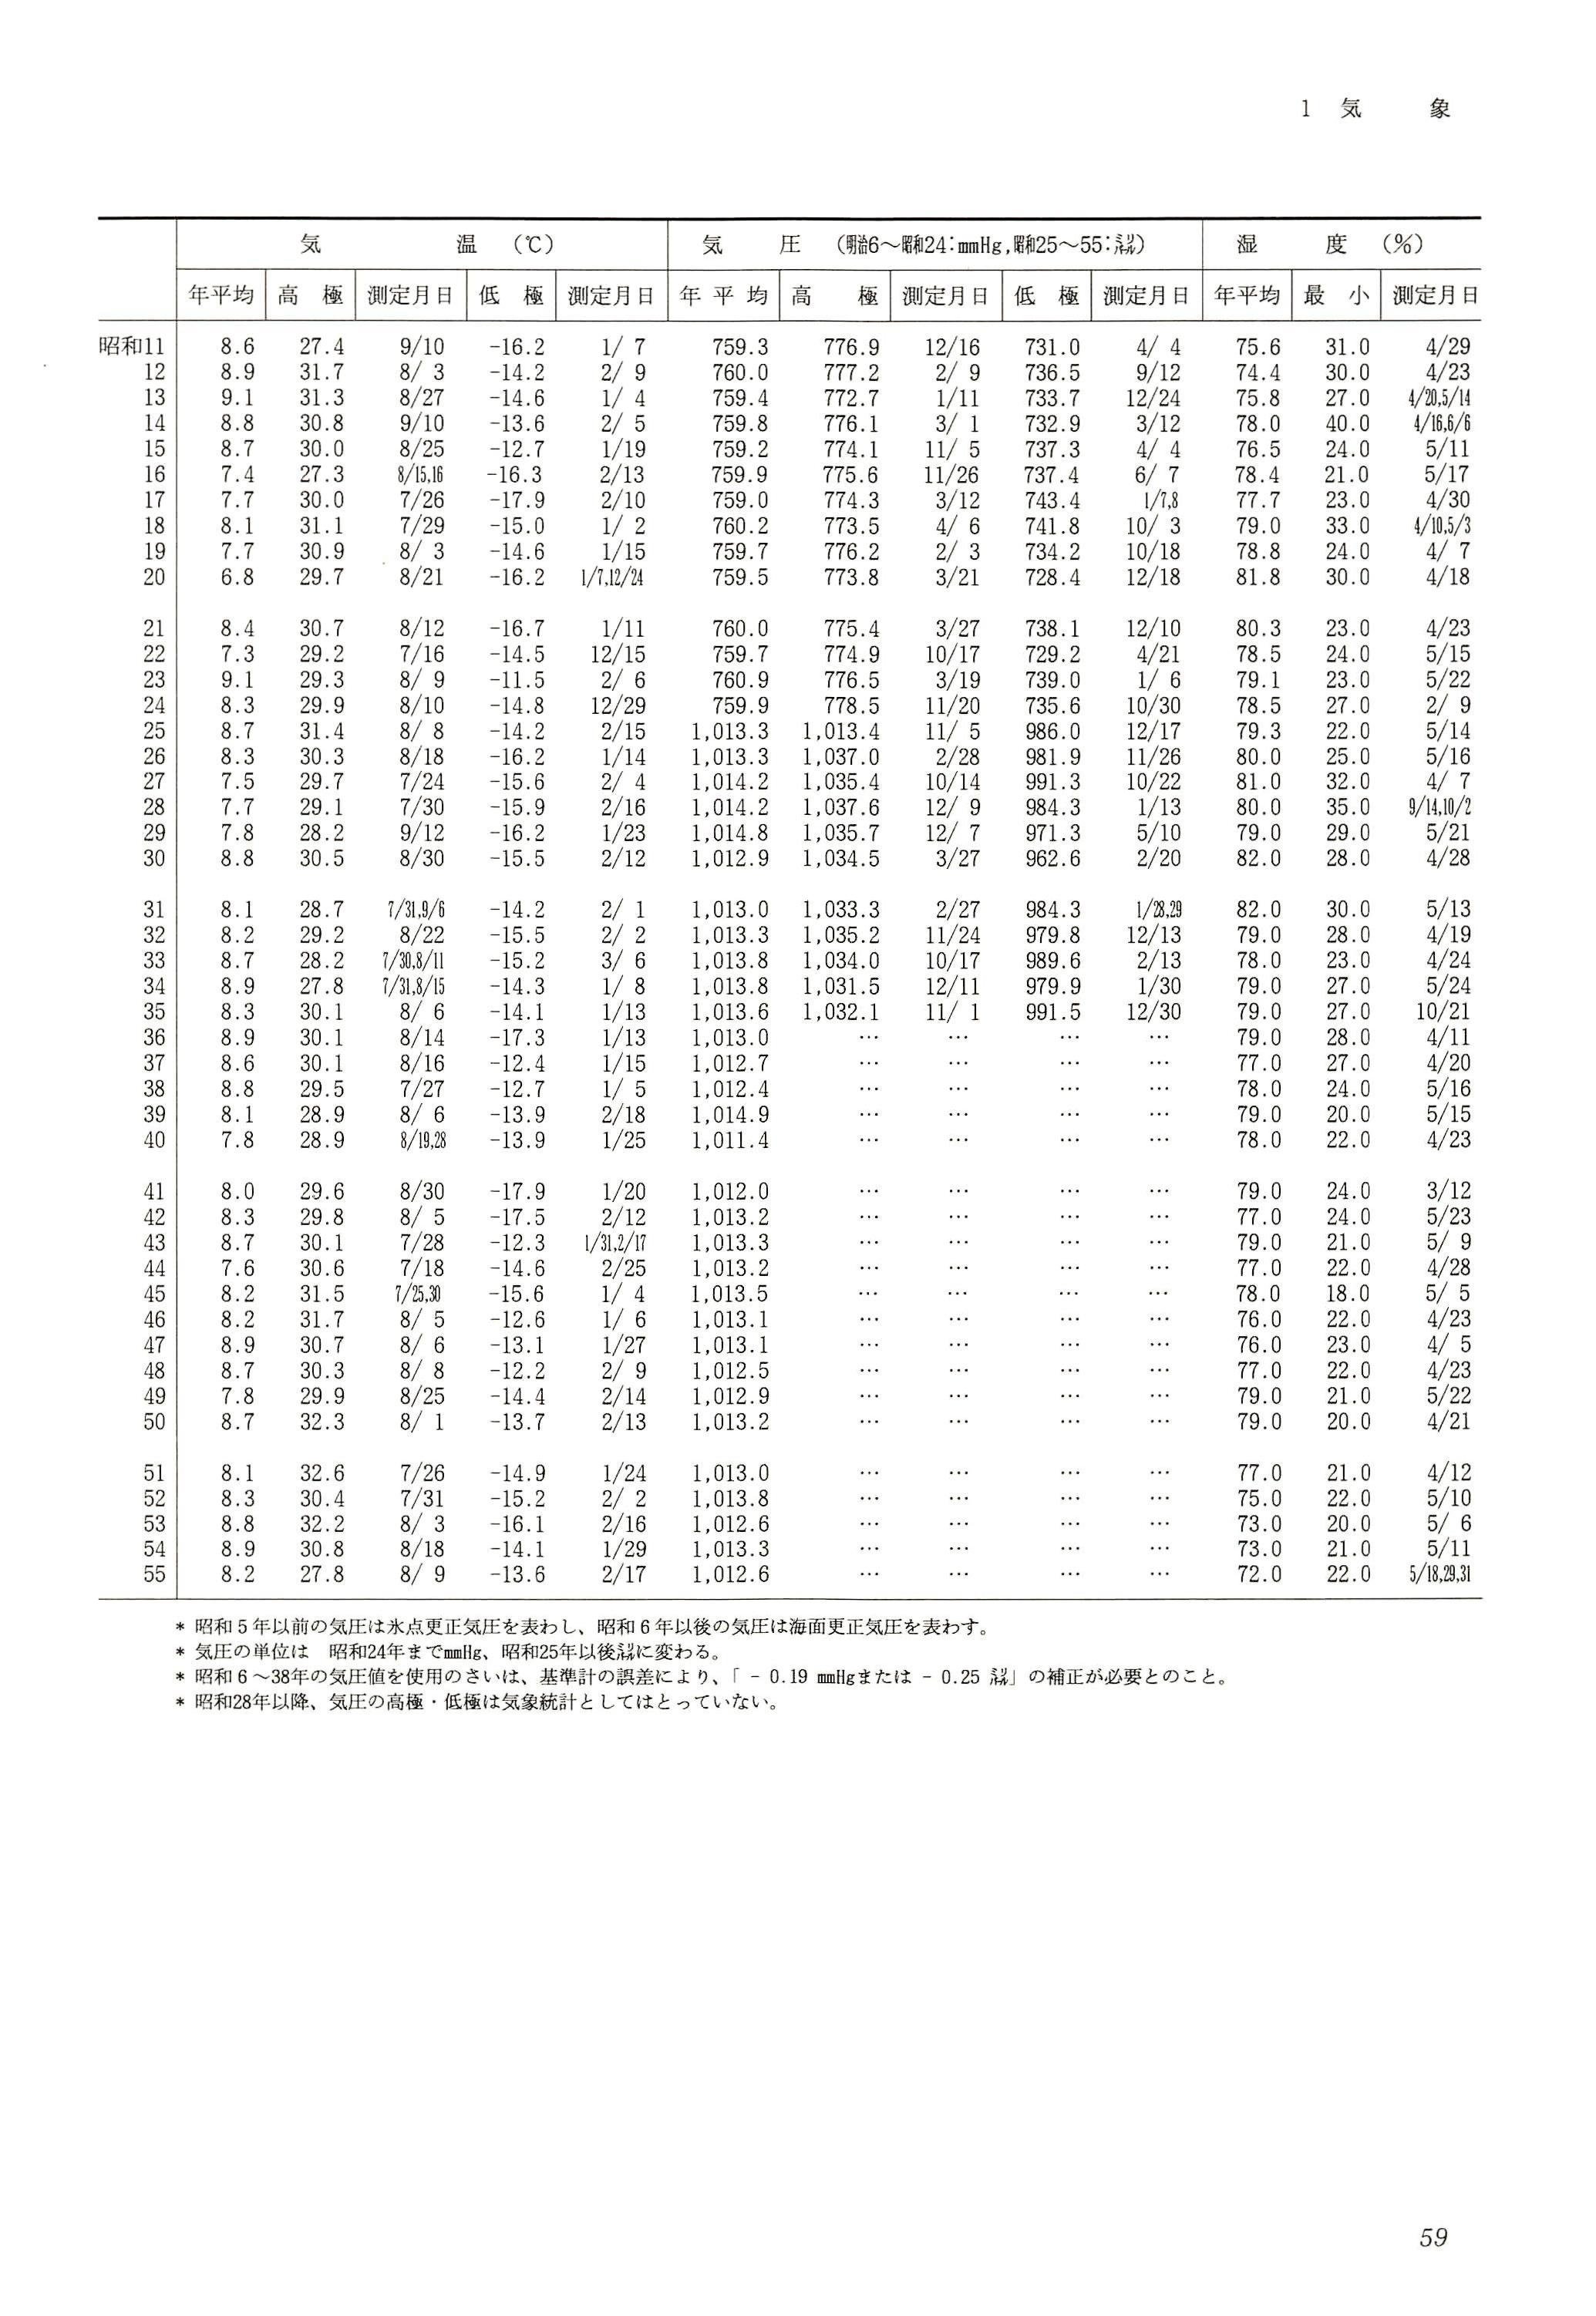 1 気 象
気 温 (℃) 気 圧 (明治6～昭和24:mmHg,昭和25～55:㍊) 湿 度 (%)
年平均 高 極 測定月日 低 極 測定月日 年平均 高 極 測定月日 低 極 測定月日 年平均 最 小 測定月日
昭和11 8.6 27.4 9/10 -16.2 1/ 7 759.3 776.9 12/16 731.0 4/ 4 75.6 31.0 4/29
12 8.9 31.7 8/ 3 -14.2 2/ 9 760.0 777.2 2/ 9 736.5 9/12 74.4 30.0 4/23
13 9.1 31.3 8/27 -14.6 1/ 4 759.4 772.7 1/11 733.7 12/24 75.8 27.0 4/20,5/14
14 8.8 30.8 9/10 -13.6 2/ 5 759.8 776.1 3/ 1 732.9 3/12 78.0 40.0 4/16,6/6
15 8.7 30.0 8/25 -12.7 1/19 759.2 774.1 11/ 5 737.3 4/ 4 76.5 24.0 5/11
16 7.4 27.3 8/15,16 -16.3 2/13 759.9 775.6 11/26 737.4 6/ 7 78.4 21.0 5/17
17 7.7 30.0 7/26 -17.9 2/10 759.0 774.3 3/12 743.4 1/7,8 77.7 23.0 4/30
18 8.1 31.1 7/29 -15.0 1/ 2 760.2 773.5 4/ 6 741.8 10/ 3 79.0 33.0 4/10,5/3
19 7.7 30.9 8/ 3 -14.6 1/15 759.7 776.2 2/ 3 734.2 10/18 78.8 24.0 4/ 7
20 6.8 29.7 8/21 -16.2 1/7,12/24 759.5 773.8 3/21 728.4 12/18 81.8 30.0 4/18
21 8.4 30.7 8/12 -16.7 1/11 760.0 775.4 3/27 738.1 12/10 80.3 23.0 4/23
22 7.3 29.2 7/16 -14.5 12/15 759.7 774.9 10/17 729.2 4/21 78.5 24.0 5/15
23 9.1 29.3 8/ 9 -11.5 2/ 6 760.9 776.5 3/19 739.0 1/ 6 79.1 23.0 5/22
24 8.3 29.9 8/10 -14.8 12/29 759.9 778.5 11/20 735.6 10/30 78.5 27.0 2/ 9
25 8.7 31.4 8/ 8 -14.2 2/15 1,013.3 1,013.4 11/ 5 986.0 12/17 79.3 22.0 5/14
26 8.3 30.3 8/18 -16.2 1/14 1,013.3 1,037.0 2/28 981.9 11/26 80.0 25.0 5/16
27 7.5 29.7 7/24 -15.6 2/ 4 1,014.2 1,035.4 10/14 991.3 10/22 81.0 32.0 4/ 7
28 7.7 29.1 7/30 -15.9 2/16 1,014.2 1,037.6 12/ 9 984.3 1/13 80.0 35.0 9/14,10/2
29 7.8 28.2 9/12 -16.2 1/23 1,014.8 1,035.7 12/ 7 971.3 5/10 79.0 29.0 5/21
30 8.8 30.5 8/30 -15.5 2/12 1,012.9 1,034.5 3/27 962.6 2/20 82.0 28.0 4/28
31 8.1 28.7 7/31,9/6 -14.2 2/ 1 1,013.0 1,033.3 2/27 984.3 1/28,29 82.0 30.0 5/13
32 8.2 29.2 8/22 -15.5 2/ 2 1,013.3 1,035.2 11/24 979.8 12/13 79.0 28.0 4/19
33 8.7 28.2 7/30,8/11 -15.2 3/ 6 1,013.8 1,034.0 10/17 989.6 2/13 78.0 23.0 4/24
34 8.9 27.8 7/31,8/15 -14.3 1/ 8 1,013.8 1,031.5 12/11 979.9 1/30 79.0 27.0 5/24
35 8.3 30.1 8/ 6 -14.1 1/13 1,013.6 1,032.1 11/ 1 991.5 12/30 79.0 27.0 10/21
36 8.9 30.1 8/14 -17.3 1/13 1,013.0 … … … … 79.0 28.0 4/11
37 8.6 30.1 8/16 -12.4 1/15 1,012.7 … … … … 77.0 27.0 4/20
38 8.8 29.5 7/27 -12.7 1/ 5 1,012.4 … … … … 78.0 24.0 5/16
39 8.1 28.9 8/ 6 -13.9 2/18 1,014.9 … … … … 79.0 20.0 5/15
40 7.8 28.9 8/19,28 -13.9 1/25 1,011.4 … … … … 78.0 22.0 4/23
41 8.0 29.6 8/30 -17.9 1/20 1,012.0 … … … … 79.0 24.0 3/12
42 8.3 29.8 8/ 5 -17.5 2/12 1,013.2 … … … … 77.0 24.0 5/23
43 8.7 30.1 7/28 -12.3 1/31,2/17 1,013.3 … … … … 79.0 21.0 5/ 9
44 7.6 30.6 7/18 -14.6 2/25 1,013.2 … … … … 77.0 22.0 4/28
45 8.2 31.5 7/25,30 -15.6 1/ 4 1,013.5 … … … … 78.0 18.0 5/ 5
46 8.2 31.7 8/ 5 -12.6 1/ 6 1,013.1 … … … … 76.0 22.0 4/23
47 8.9 30.7 8/ 6 -13.1 1/27 1,013.1 … … … … 76.0 23.0 4/ 5
48 8.7 30.3 8/ 8 -12.2 2/ 9 1,012.5 … … … … 77.0 22.0 4/23
49 7.8 29.9 8/25 -14.4 2/14 1,012.9 … … … … 79.0 21.0 5/22
50 8.7 32.3 8/ 1 -13.7 2/13 1,013.2 … … … … 79.0 20.0 4/21
51 8.1 32.6 7/26 -14.9 1/24 1,013.0 … … … … 77.0 21.0 4/12
52 8.3 30.4 7/31 -15.2 2/ 2 1,013.8 … … … … 75.0 22.0 5/10
53 8.8 32.2 8/ 3 -16.1 2/16 1,012.6 … … … … 73.0 20.0 5/ 6
54 8.9 30.8 8/18 -14.1 1/29 1,013.3 … … … … 73.0 21.0 5/11
55 8.2 27.8 8/ 9 -13.6 2/17 1,012.6 … … … … 72.0 22.0 5/18,29,31
* 昭和5年以前の気圧は氷点更正気圧を表わし、昭和6年以後の気圧は海面更正気圧を表わす。
* 気圧の単位は 昭和24年までmmHg、昭和25年以後㍊に変わる。
* 昭和6～38年の気圧値を使用のさいは、基準計の誤差により、「－0.19 mmHgまたは－0.25 ㍊」の補正が必要とのこと。
* 昭和28年以降、気圧の高極・低極は気象統計としてはとっていない。
59